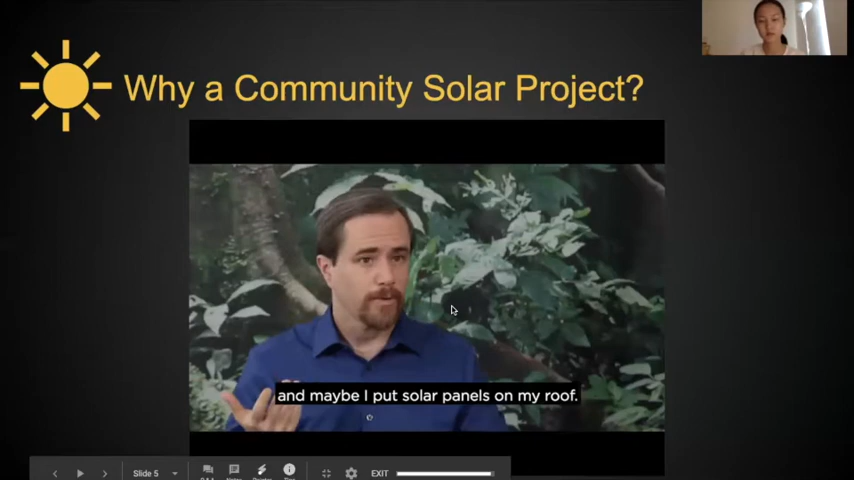 Why a Community Solar Project?
and maybe I put solar panels on my roof.
Slide 5
EXIT